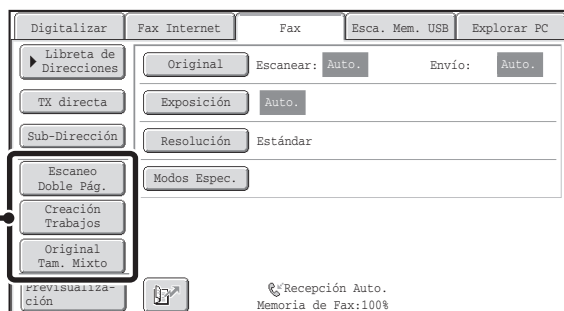 Digitalizar Fax Internet Fax Esca. Mem. USB Explorar PC
Libreta de
Direcciones
Original Escanear: Auto. Envío: Auto.
TX directa
Exposición Auto.
Sub-Dirección
Resolución Estándar
Escaneo
Doble Pág.
Modos Espec.
Creación
Trabajos
Original
Tam. Mixto
Previsualiza-
ción
Recepción Auto.
Memoria de Fax:100%